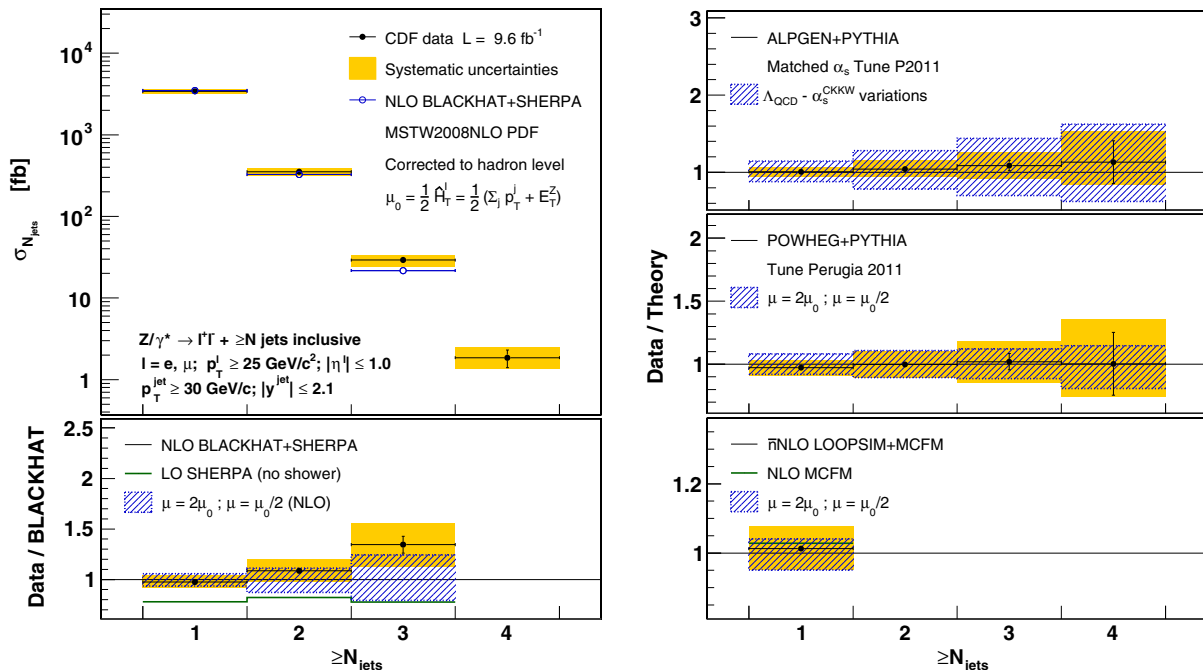 CDF data L = 9.6 fb⁻¹
Systematic uncertainties
NLO BLACKHAT+SHERPA
MSTW2008NLO PDF
Corrected to hadron level
μ₀ = 1/2 Ĥ'_T = 1/2 (Σ_j p_T^j + E_T^Z)
Z/γ* → l⁺l⁻ + ≥N jets inclusive
l = e, μ; p_T^l ≥ 25 GeV/c²; |η^l| ≤ 1.0
p_T^jet ≥ 30 GeV/c; |y^jet| ≤ 2.1
σ_N_jets [fb]
10⁴
10³
10²
10
1
NLO BLACKHAT+SHERPA
LO SHERPA (no shower)
μ = 2μ₀ ; μ = μ₀/2 (NLO)
Data / BLACKHAT
2.5
2
1.5
1
1 2 3 4
≥N_jets
ALPGEN+PYTHIA
Matched α_s Tune P2011
Λ_QCD - α_s^CKKW variations
3
2
1
POWHEG+PYTHIA
Tune Perugia 2011
μ = 2μ₀ ; μ = μ₀/2
Data / Theory
2
1.5
1
n̄NLO LOOPSIM+MCFM
NLO MCFM
μ = 2μ₀ ; μ = μ₀/2
1.2
1
1 2 3 4
≥N_jets